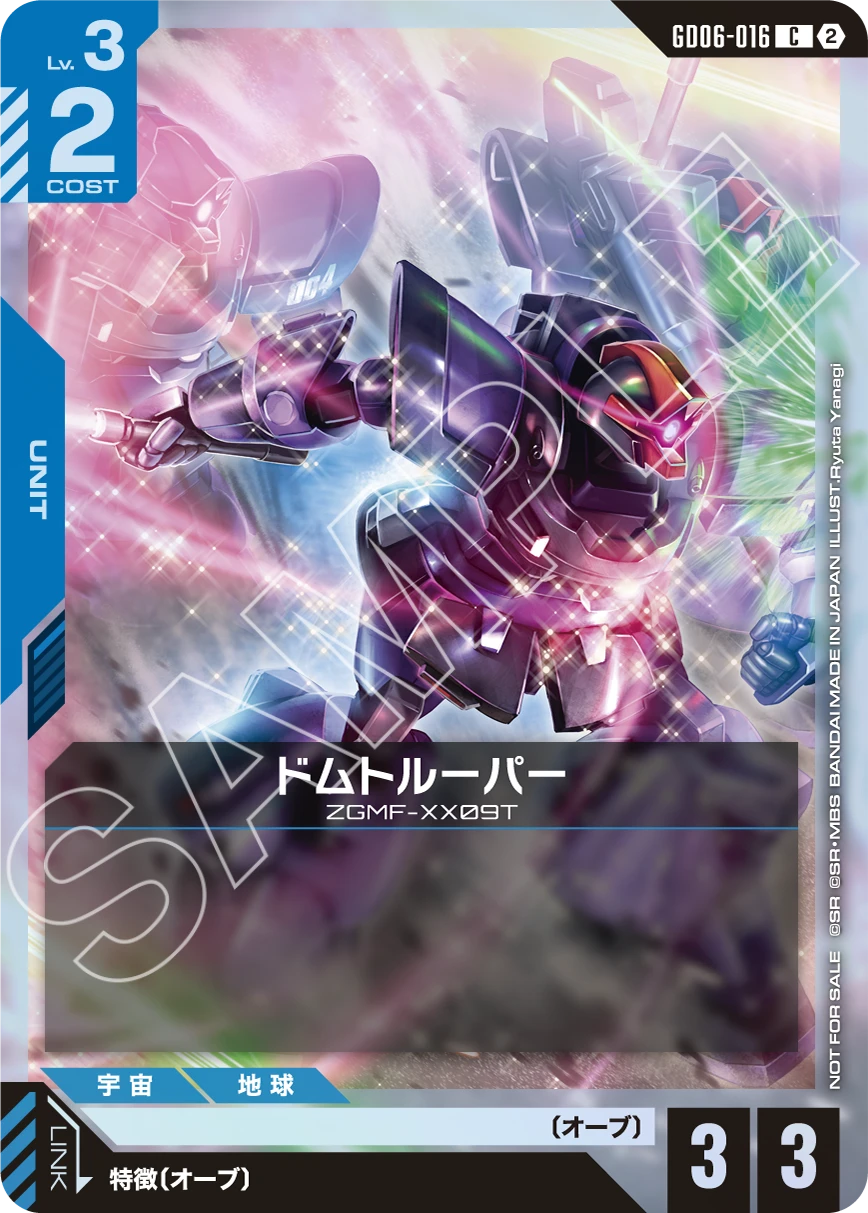 Lv. 3
2
COST
GD06-016 C 2
004
UNIT
SAMPLE
ドムトルーパー
ZGMF-XX09T
宇宙 地球
〔オーブ〕
LINK
特徴〔オーブ〕
3 3
NOT FOR SALE ©SR ©SR・MBS BANDAI MADE IN JAPAN ILLUST.Ryuta Yanagi